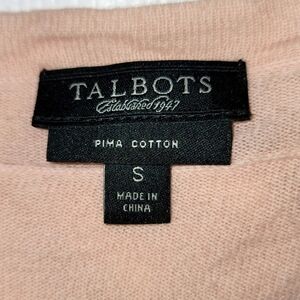 TALBOTS
Established 1947
PIMA COTTON
S
MADE IN
CHINA